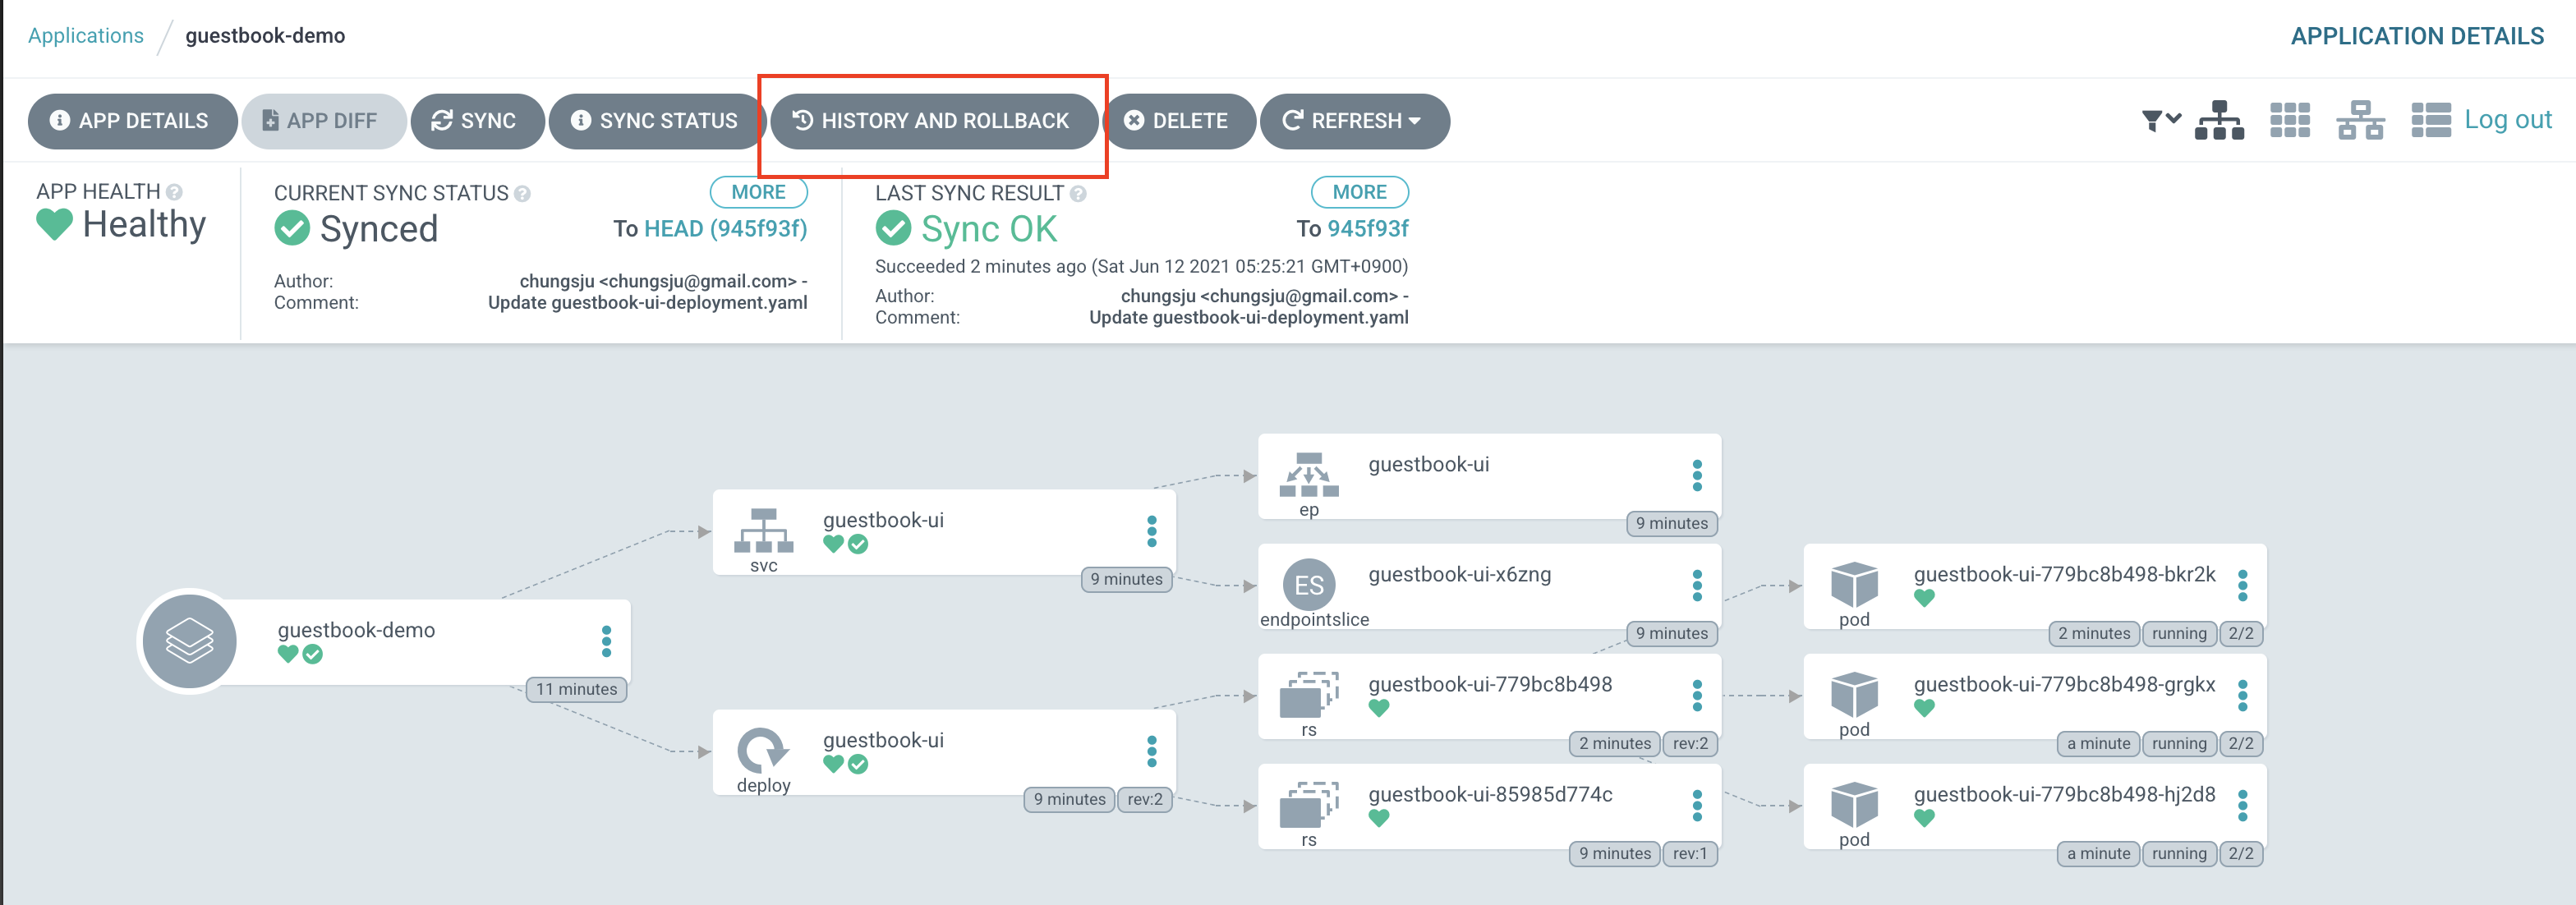 Applications / guestbook-demo
APPLICATION DETAILS
APP DETAILS
APP DIFF
SYNC
SYNC STATUS
HISTORY AND ROLLBACK
DELETE
REFRESH
Log out
APP HEALTH ?
Healthy
CURRENT SYNC STATUS ?
MORE
Synced
To HEAD (945f93f)
Author: chungsju <chungsju@gmail.com> -
Comment: Update guestbook-ui-deployment.yaml
LAST SYNC RESULT ?
MORE
Sync OK
To 945f93f
Succeeded 2 minutes ago (Sat Jun 12 2021 05:25:21 GMT+0900)
Author: chungsju <chungsju@gmail.com> -
Comment: Update guestbook-ui-deployment.yaml
guestbook-demo
11 minutes
guestbook-ui
svc
9 minutes
guestbook-ui
deploy
9 minutes rev:2
guestbook-ui
ep
9 minutes
ES
guestbook-ui-x6zng
endpointslice
9 minutes
guestbook-ui-779bc8b498
rs
2 minutes rev:2
guestbook-ui-85985d774c
rs
9 minutes rev:1
guestbook-ui-779bc8b498-bkr2k
pod
2 minutes running 2/2
guestbook-ui-779bc8b498-grgkx
pod
a minute running 2/2
guestbook-ui-779bc8b498-hj2d8
pod
a minute running 2/2